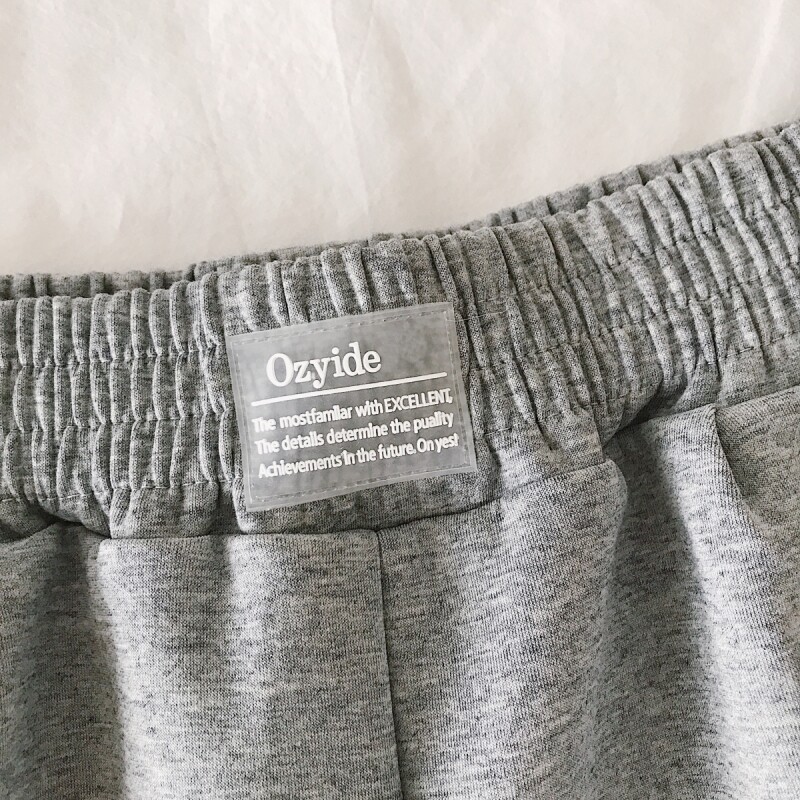 Ozyide
The mostfamilar with EXCELLENT,
The details determine the puality
Achievements in the future. On yest